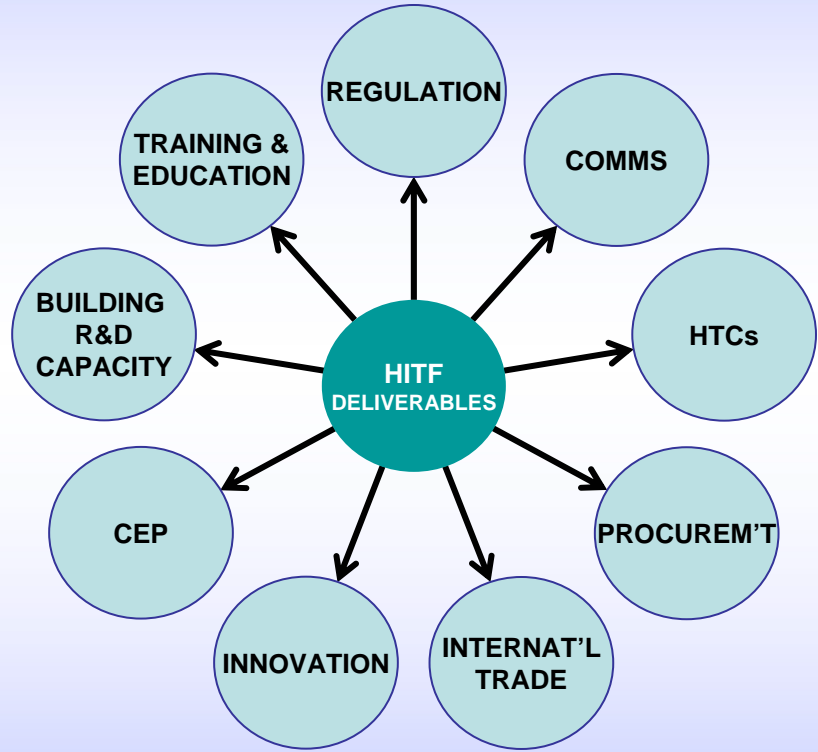 REGULATION
TRAINING &
EDUCATION
COMMS
BUILDING
R&D
CAPACITY
HTCs
HITF
DELIVERABLES
CEP
PROCUREM’T
INNOVATION
INTERNAT’L
TRADE